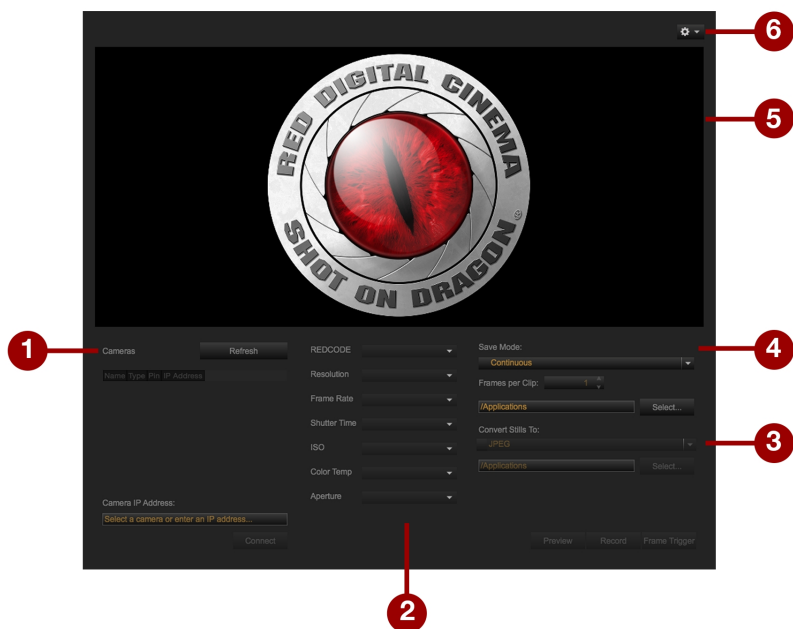 6
5
RED DIGITAL CINEMA
SHOT ON DRAGON®
1
Cameras
Refresh
Name Type Pin IP Address
Camera IP Address:
Select a camera or enter an IP address...
Connect
REDCODE
Resolution
Frame Rate
Shutter Time
ISO
Color Temp
Aperture
2
Save Mode:
4
Continuous
Frames per Clip: 1
/Applications
Select...
Convert Stills To:
3
JPEG
/Applications
Select...
Preview Record Frame Trigger